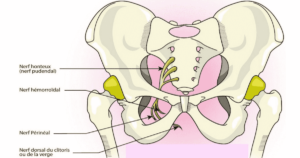 Nerf honteux
(nerf pudendal)
Nerf hémorroïdal
Nerf Périnéal
Nerf dorsal du clitoris
ou de la verge